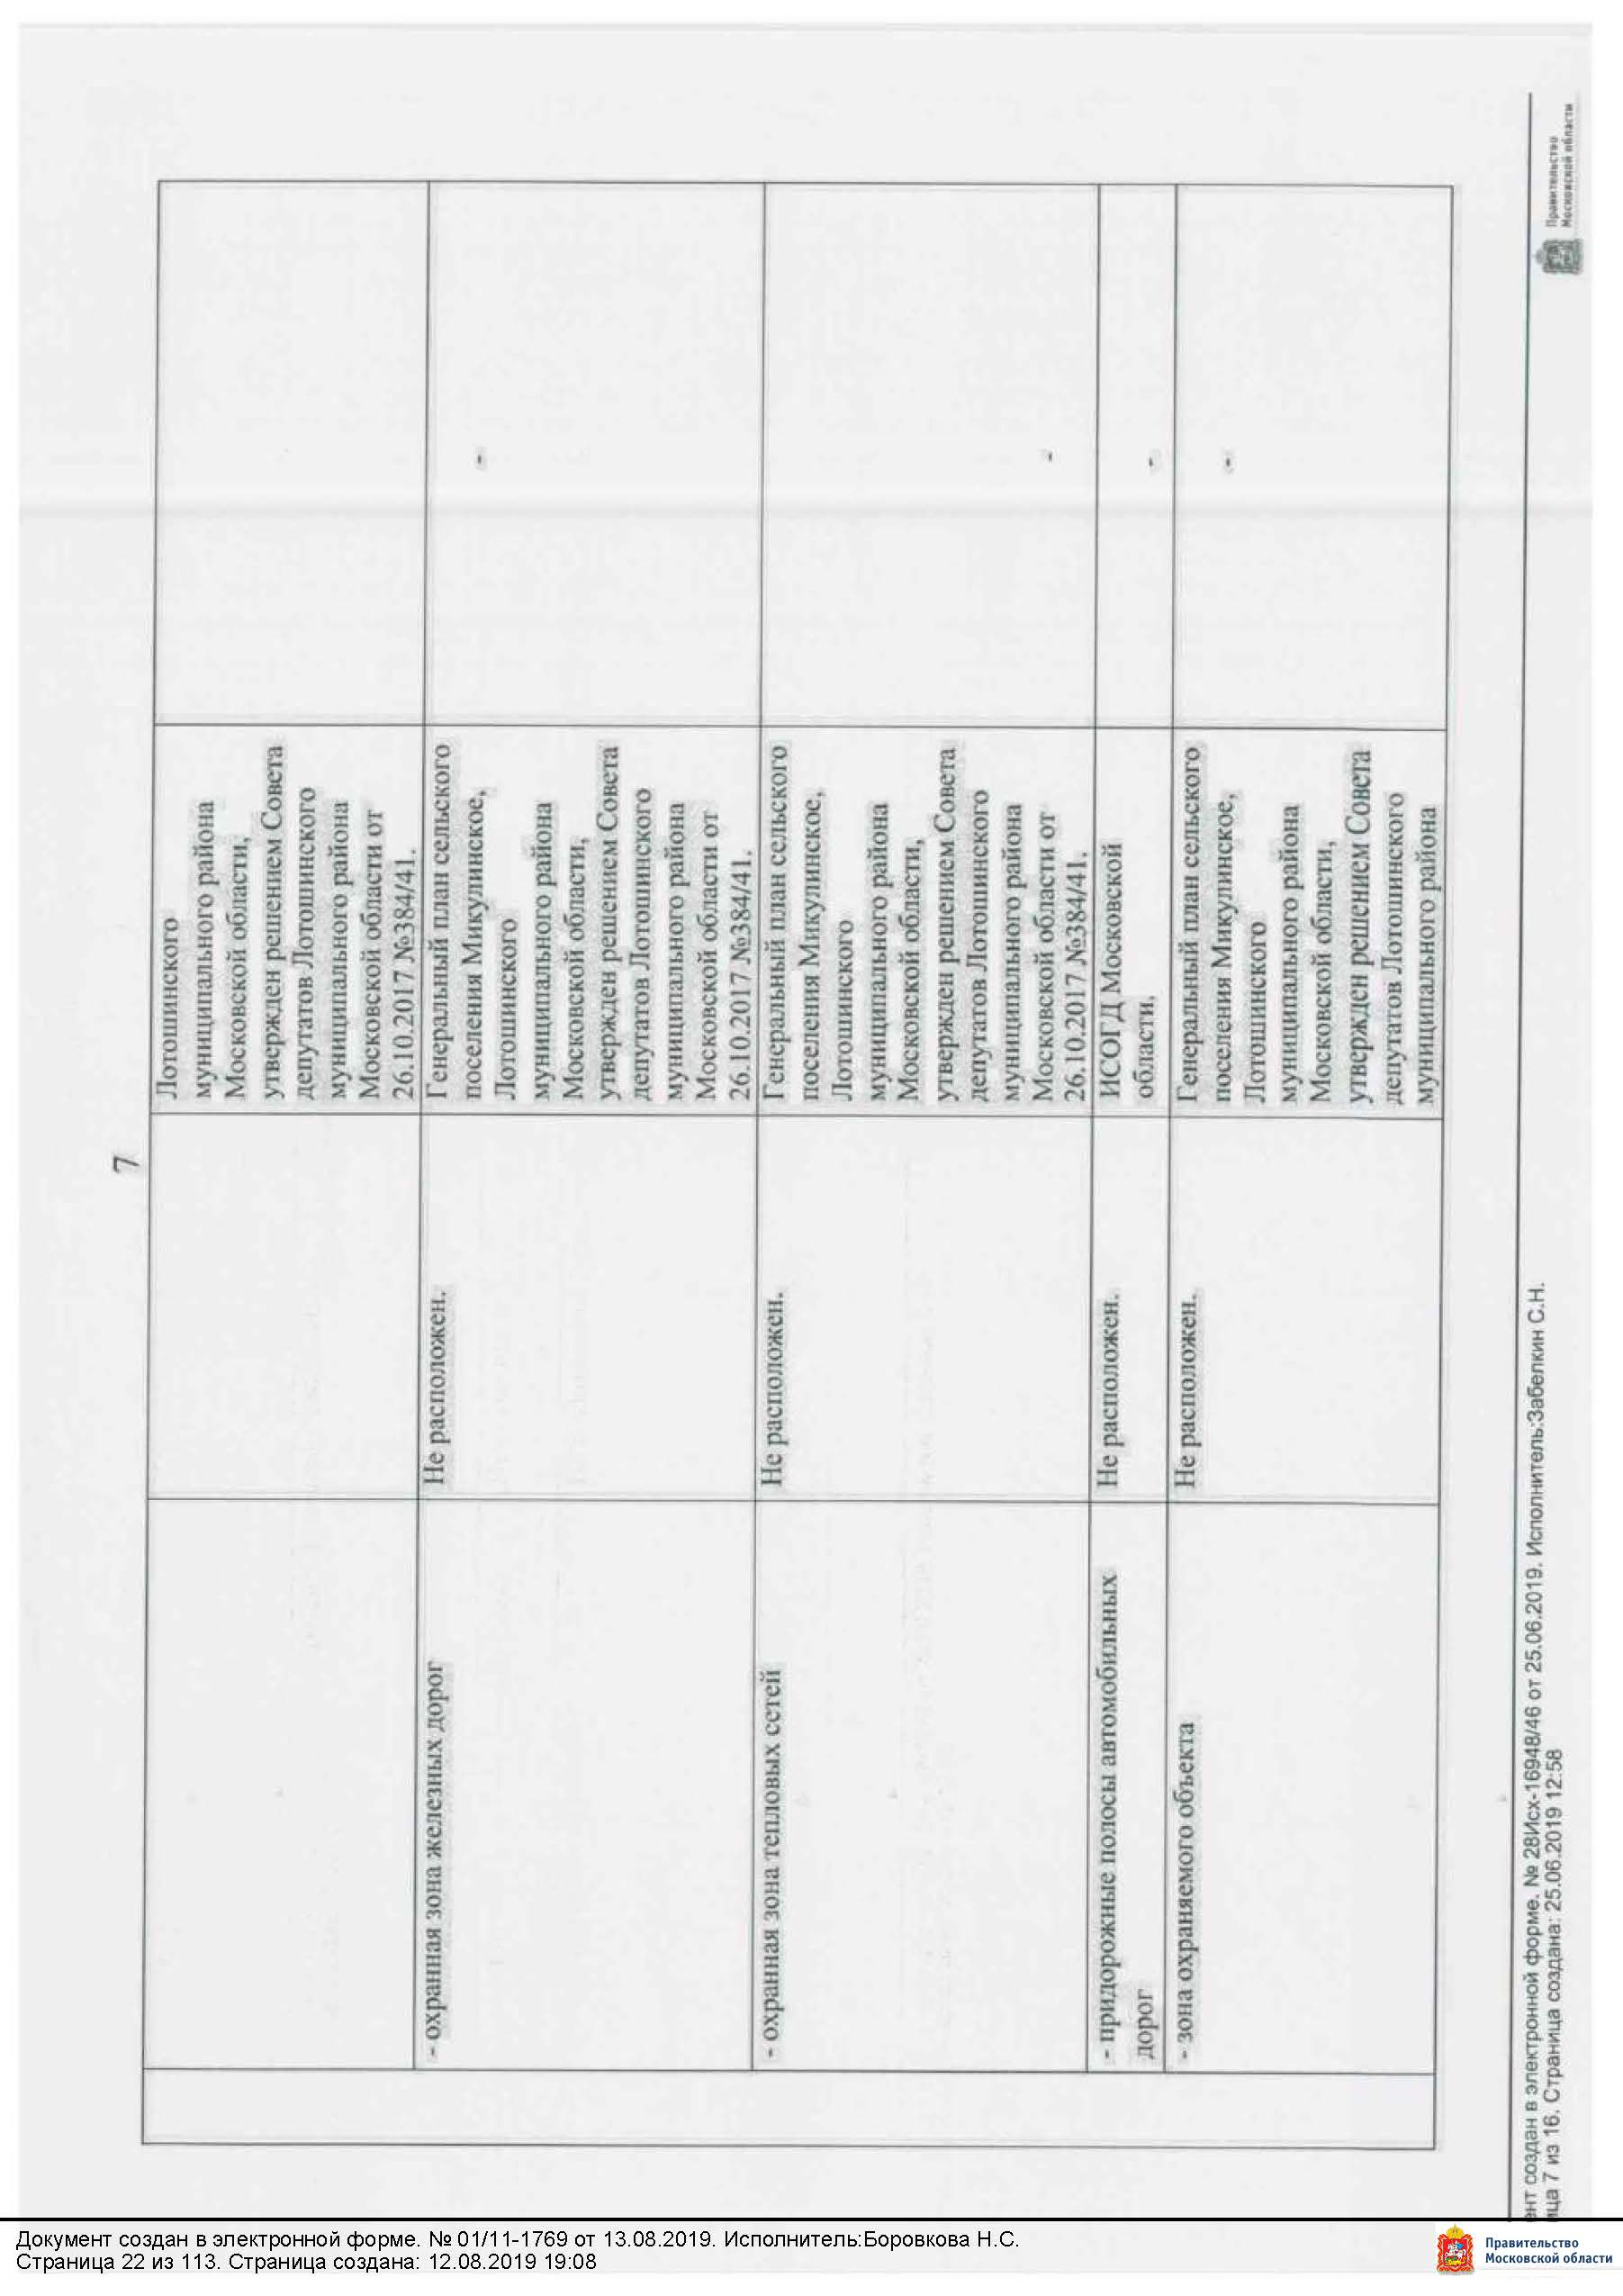 7
Лотошинского
муниципального района
Московской области,
утвержден решением Совета
депутатов Лотошинского
муниципального района
Московской области от
26.10.2017 №384/41.
- охранная зона железных дорог
Не расположен.
Генеральный план сельского
поселения Микулинское,
Лотошинского
муниципального района
Московской области,
утвержден решением Совета
депутатов Лотошинского
муниципального района
Московской области от
26.10.2017 №384/41.
-
- охранная зона тепловых сетей
Не расположен.
Генеральный план сельского
поселения Микулинское,
Лотошинского
муниципального района
Московской области,
утвержден решением Совета
депутатов Лотошинского
муниципального района
Московской области от
26.10.2017 №384/41.
-
- придорожные полосы автомобильных
дорог
Не расположен.
ИСОГД Московской
области.
-
- зона охраняемого объекта
Не расположен.
Генеральный план сельского
поселения Микулинское,
Лотошинского
муниципального района
Московской области,
утвержден решением Совета
депутатов Лотошинского
муниципального района
-
ент создан в электронной форме. № 28Исх-16948/46 от 25.06.2019. Исполнитель:Забелкин С.Н.
ица 7 из 16. Страница создана: 25.06.2019 12:58
Правительство
Московской области
Документ создан в электронной форме. № 01/11-1769 от 13.08.2019. Исполнитель:Боровкова Н.С.
Страница 22 из 113. Страница создана: 12.08.2019 19:08
Правительство
Московской области